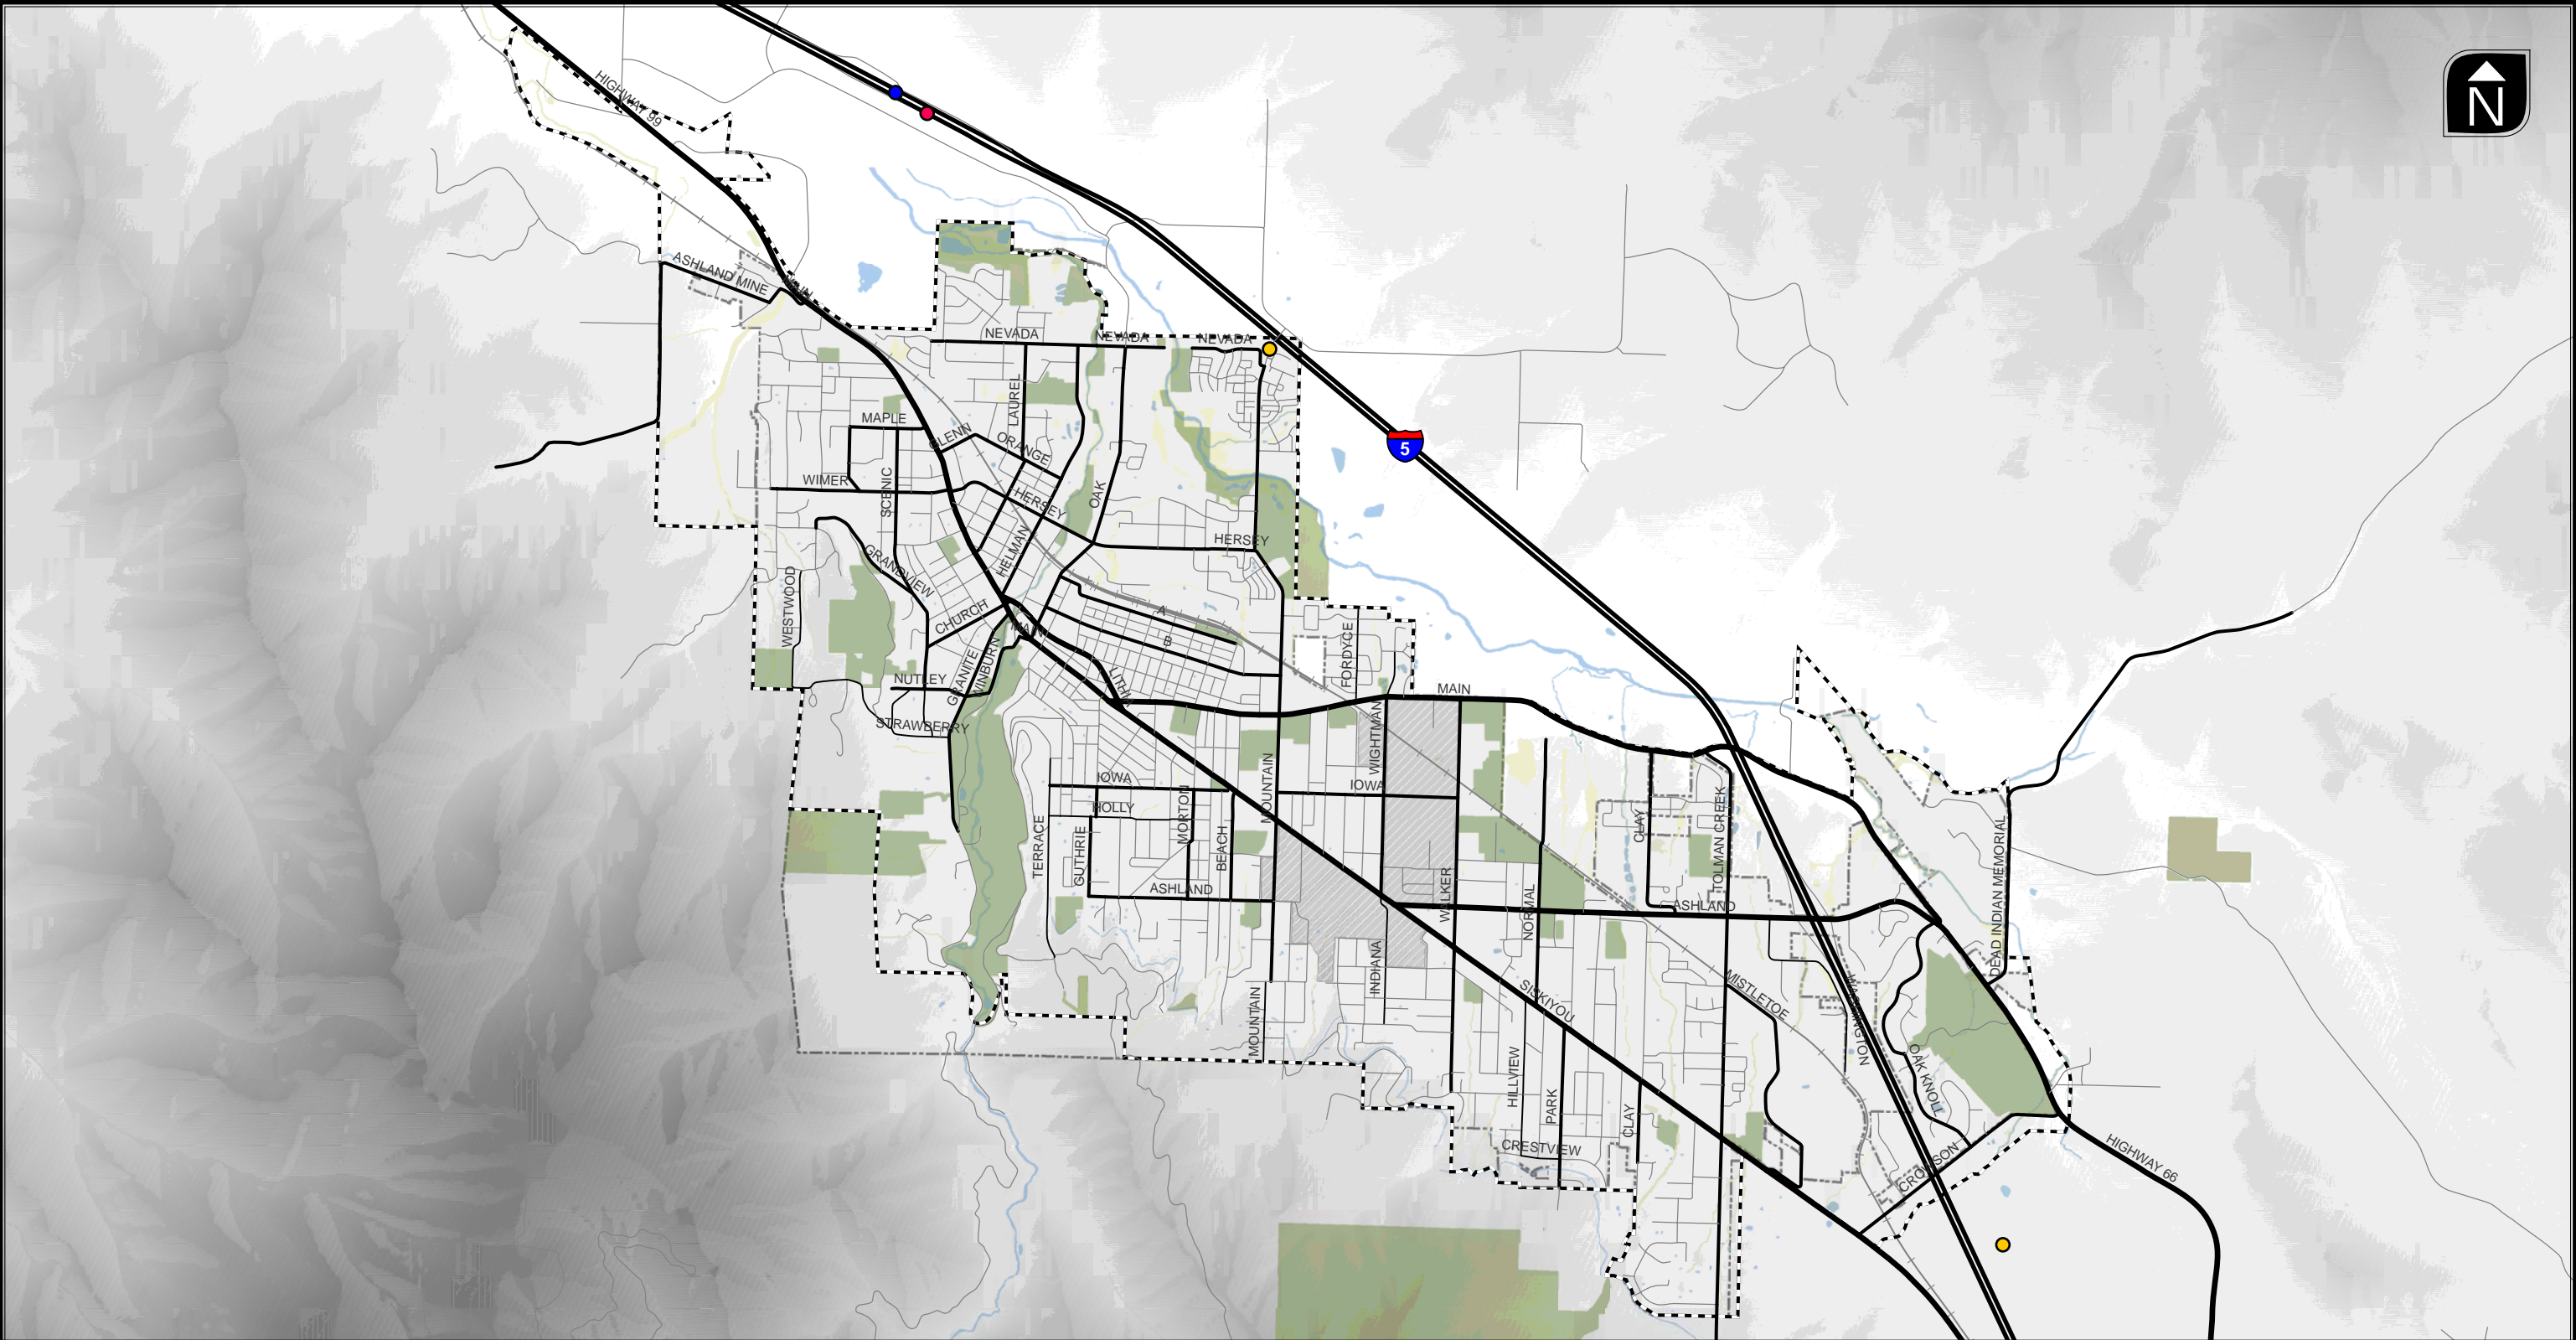 N
HIGHWAY 99
ASHLAND MINE
NEVADA
NEVADA
NEVADA
LAUREL
MAPLE
GLENN
ORANGE
5
WIMER
SCENIC
HERSEY
OAK
HERSEY
HELMAN
GRANDVIEW
WESTWOOD
CHURCH
A
B
MAIN
FORDYCE
GRANITE
WINBURN
NUTLEY
LITHIA
MAIN
STRAWBERRY
WIGHTMAN
MOUNTAIN
IOWA
IOWA
HOLLY
MORTON
TERRACE
GUTHRIE
BEACH
CLAY
TOLMAN CREEK
DEAD INDIAN MEMORIAL
ASHLAND
WALKER
NORMAL
ASHLAND
INDIANA
MISTLETOE
SISKIYOU
MOUNTAIN
WASHINGTON
HILLVIEW
PARK
CLAY
OAK KNOLL
CRESTVIEW
CROWSON
HIGHWAY 66